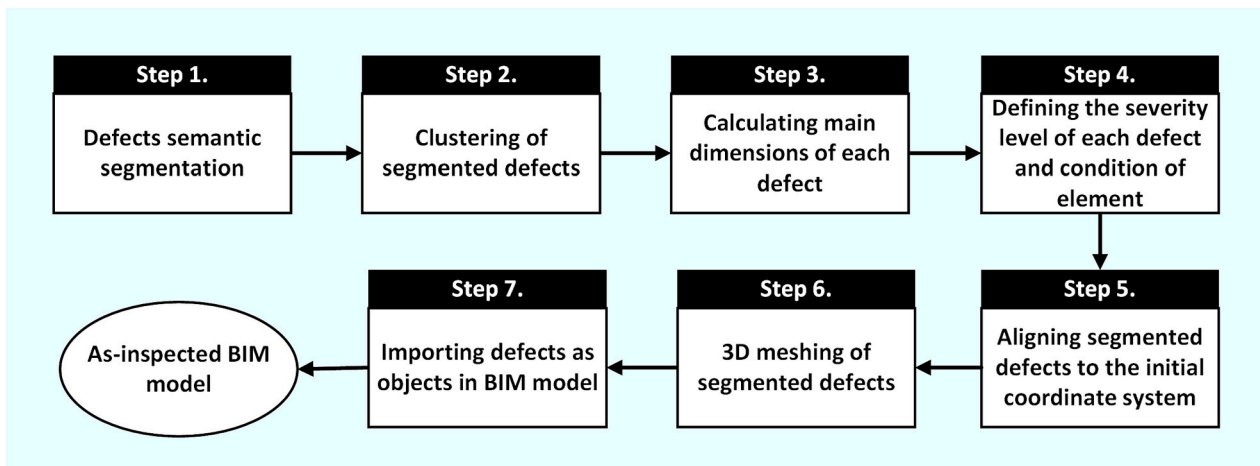 Step 1.
Defects semantic
segmentation
Step 2.
Clustering of
segmented defects
Step 3.
Calculating main
dimensions of each
defect
Step 4.
Defining the severity
level of each defect
and condition of
element
Step 5.
Aligning segmented
defects to the initial
coordinate system
Step 6.
3D meshing of
segmented defects
Step 7.
Importing defects as
objects in BIM model
As-inspected BIM
model